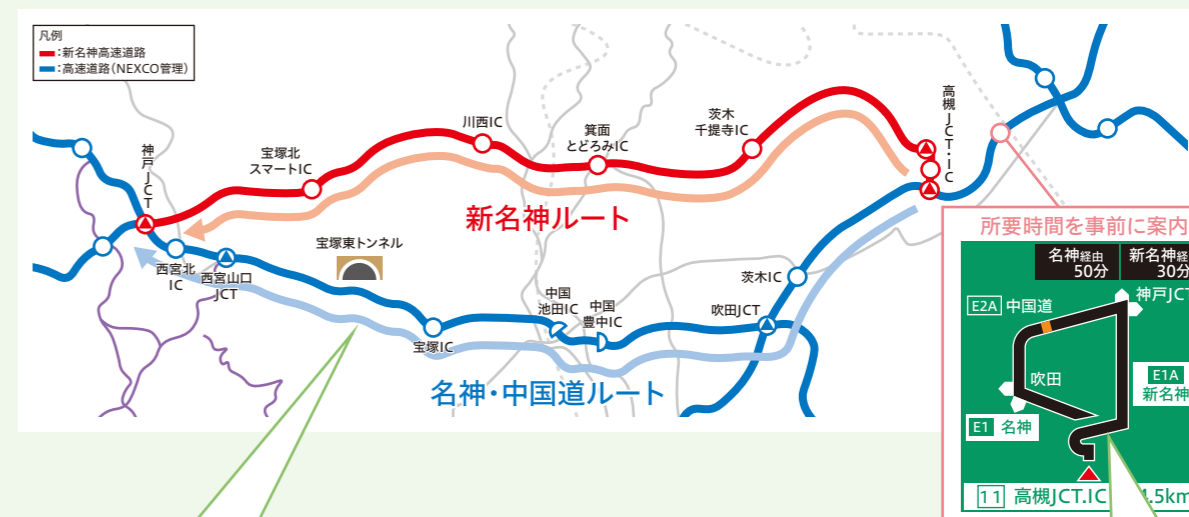 凡例
:新名神高速道路
:高速道路(NEXCO管理)
神戸JCT
宝塚北
スマートIC
川西IC
箕面
とどろみIC
茨木
千提寺IC
高槻JCT・IC
新名神ルート
西宮北
IC
西宮山口
JCT
宝塚東トンネル
宝塚IC
中国
池田IC
中国
豊中IC
吹田JCT
茨木IC
名神・中国道ルート
所要時間を事前に案内
名神経由
50分
新名神経
30分
E2A 中国道
神戸JCT
吹田
E1A
新名神
E1 名神
11 高槻JCT.IC
4.5km